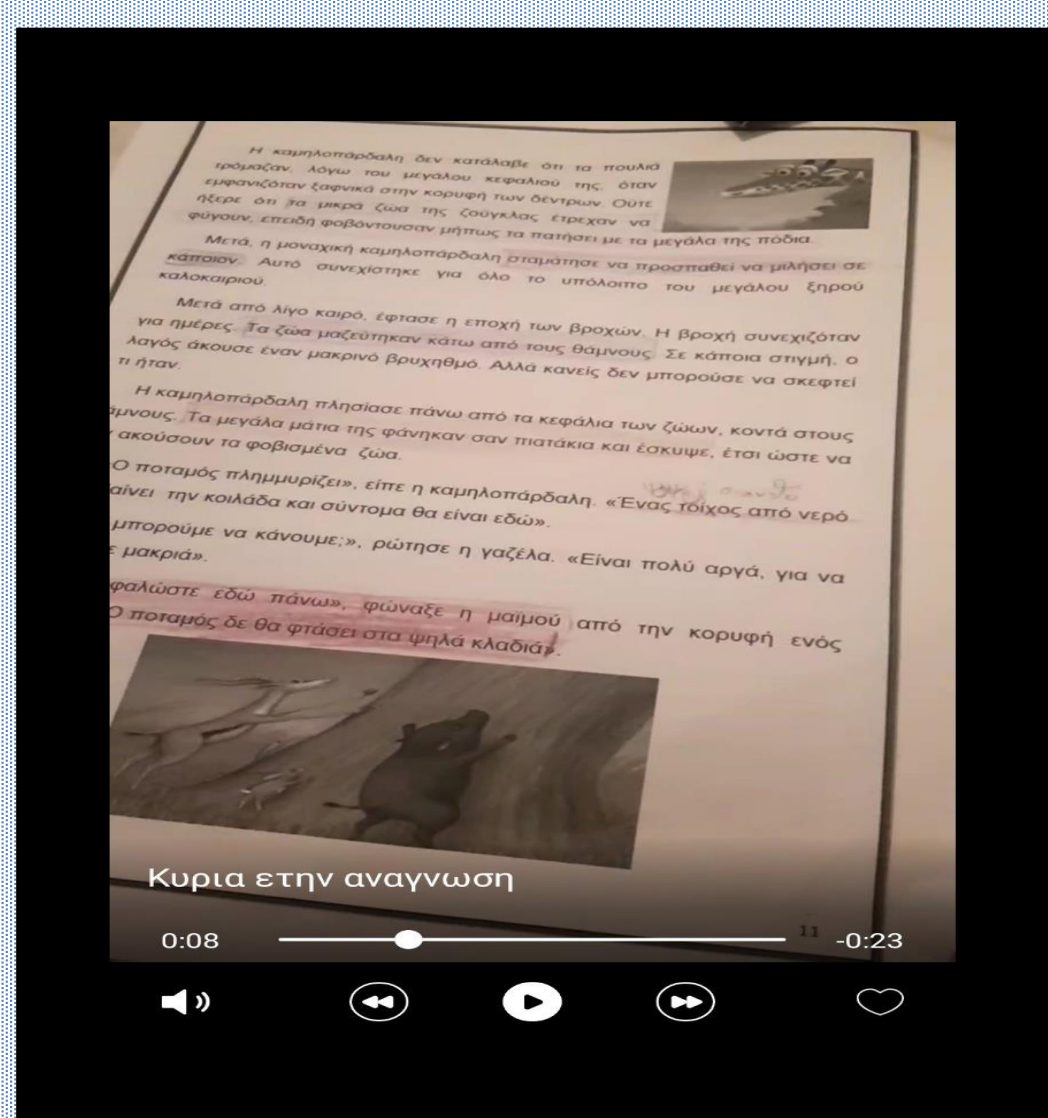 Η καμηλοπάρδαλη δεν κατάλαβε ότι τα πουλιά
τρόμαζαν, λόγω του μεγάλου κεφαλιού της, όταν
εμφανιζόταν ξαφνικά στην κορυφή των δέντρων. Ούτε
ήξερε ότι τα μικρά ζώα της ζούγκλας έτρεχαν να
φύγουν, επειδή φοβόντουσαν μήπως τα πατήσει με τα μεγάλα της πόδια.
Μετά, η μοναχική καμηλοπάρδαλη σταμάτησε να προσπαθεί να μιλήσει σε
κάποιον. Αυτό συνεχίστηκε για όλο το υπόλοιπο του μεγάλου ξηρού
καλοκαιριού.
Μετά από λίγο καιρό, έφτασε η εποχή των βροχών. Η βροχή συνεχιζόταν
για ημέρες. Τα ζώα μαζεύτηκαν κάτω από τους θάμνους. Σε κάποια στιγμή, ο
λαγός άκουσε έναν μακρινό βρυχηθμό. Αλλά κανείς δεν μπορούσε να σκεφτεί
τι ήταν.
Η καμηλοπάρδαλη πλησίασε πάνω από τα κεφάλια των ζώων, κοντά στους
άμνους. Τα μεγάλα μάτια της φάνηκαν σαν πιατάκια και έσκυψε, έτσι ώστε να
ακούσουν τα φοβισμένα ζώα.
Ο ποταμός πλημμυρίζει», είπε η καμηλοπάρδαλη. «Ένας τοίχος από νερό
αίνει την κοιλάδα και σύντομα θα είναι εδώ».
μπορούμε να κάνουμε;», ρώτησε η γαζέλα. «Είναι πολύ αργά, για να
ε μακριά».
φαλώστε εδώ πάνω», φώναξε η μαϊμού από την κορυφή ενός
Ο ποταμός δε θα φτάσει στα ψηλά κλαδιά».
11
Κυρια ετην αναγνωση
0:08
-0:23